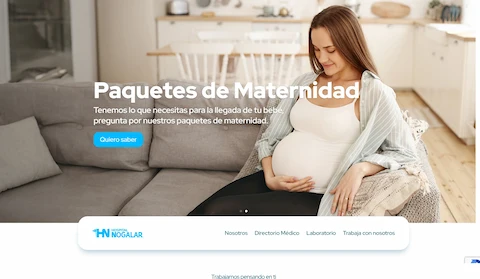 Paquetes de Maternidad
Tenemos lo que necesitas para la llegada de tu bebé,
pregunta por nuestros paquetes de maternidad.
Quiero saber
HN HOSPITAL NOGALAR
Nosotros Directorio Médico Laboratorio Trabaja con nosotros
Trabajamos pensando en ti